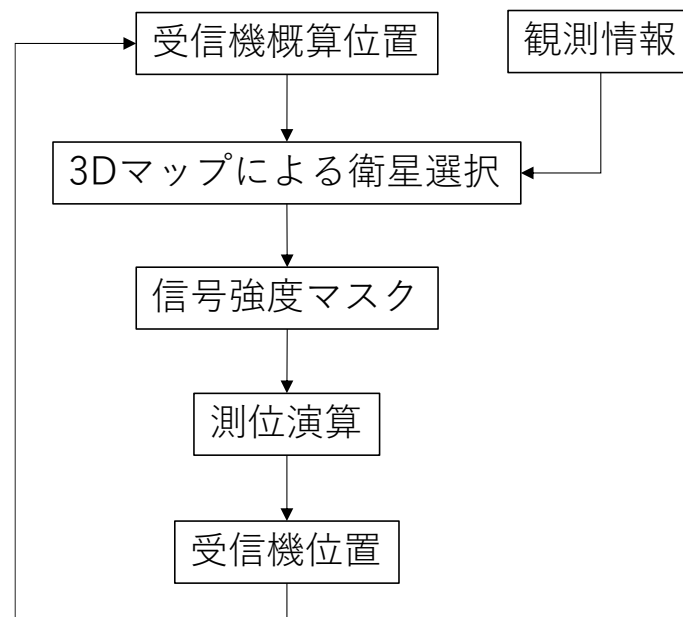 受信機概算位置
観測情報
3Dマップによる衛星選択
信号強度マスク
測位演算
受信機位置